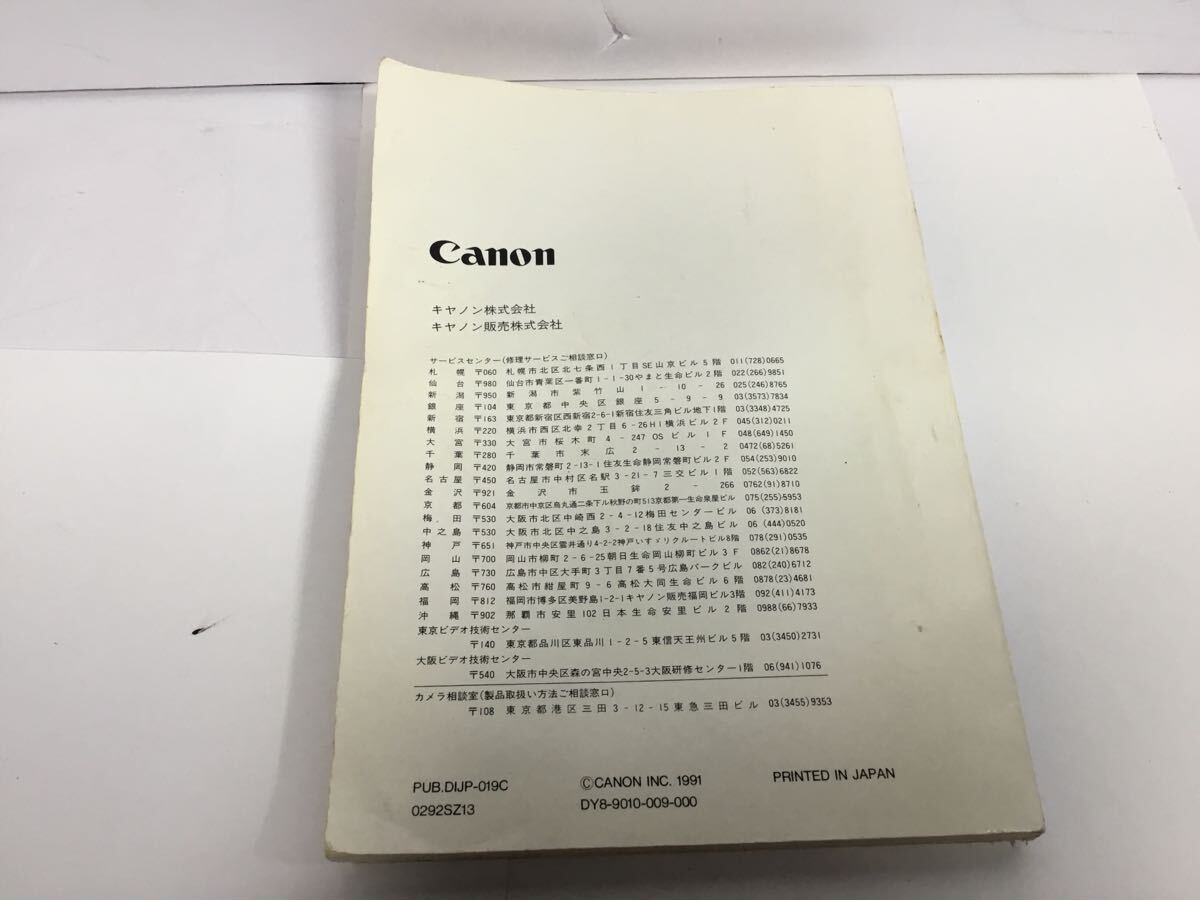 Canon
キヤノン株式会社
キヤノン販売株式会社
サービスセンター(修理サービスご相談窓口)
札幌 〒060 札幌市北区北七条西1丁目SE山京ビル5階 011(728)0665
仙台 〒980 仙台市青葉区一番町1-1-30やまと生命ビル2階 022(266)9851
新潟 〒950 新潟市紫竹山1-10-26 025(246)8765
銀座 〒104 東京都中央区銀座5-9-9 03(3573)7834
新宿 〒163 東京都新宿区西新宿2-6-1新宿住友三角ビル地下1階 03(3348)4725
横浜 〒220 横浜市西区北幸2丁目6-26HI横浜ビル2F 045(312)0211
大宮 〒330 大宮市桜木町4-247 OSビル1F 048(649)1450
千葉 〒280 千葉市末広2-13-2 0472(68)5261
静岡 〒420 静岡市常磐町2-13-1住友生命静岡常磐町ビル2F 054(253)9010
名古屋 〒450 名古屋市中村区名駅3-21-7三交ビル1階 052(563)6822
金沢 〒921 金沢市玉鉾2-266 0762(91)8710
京都 〒604 京都市中京区烏丸通二条下ル秋野の町513京都第一生命泉屋ビル 075(255)5953
梅田 〒530 大阪市北区中崎西2-4-12梅田センタービル 06(373)8181
中之島 〒530 大阪市北区中之島3-2-18住友中之島ビル 06(444)0520
神戸 〒651 神戸市中央区雲井通り4-2-2神戸いすゞリクルートビル8階 078(291)0535
岡山 〒700 岡山市柳町2-6-25朝日生命岡山柳町ビル3F 0862(21)8678
広島 〒730 広島市中区大手町3丁目7番5号広島パークビル 082(240)6712
高松 〒760 高松市紺屋町9-6高松大同生命ビル6階 0878(23)4681
福岡 〒812 福岡市博多区美野島1-2-1キヤノン販売福岡ビル3階 092(411)4173
沖縄 〒902 那覇市安里102日本生命安里ビル2階 0988(66)7933
東京ビデオ技術センター
〒140 東京都品川区東品川1-2-5東信天王州ビル5階 03(3450)2731
大阪ビデオ技術センター
〒540 大阪市中央区森の宮中央2-5-3大阪研修センター1階 06(941)1076
カメラ相談室(製品取扱い方法ご相談窓口)
〒108 東京都港区三田3-12-15東急三田ビル 03(3455)9353
PUB.DIJP-019C ©CANON INC. 1991 PRINTED IN JAPAN
0292SZ13 DY8-9010-009-000